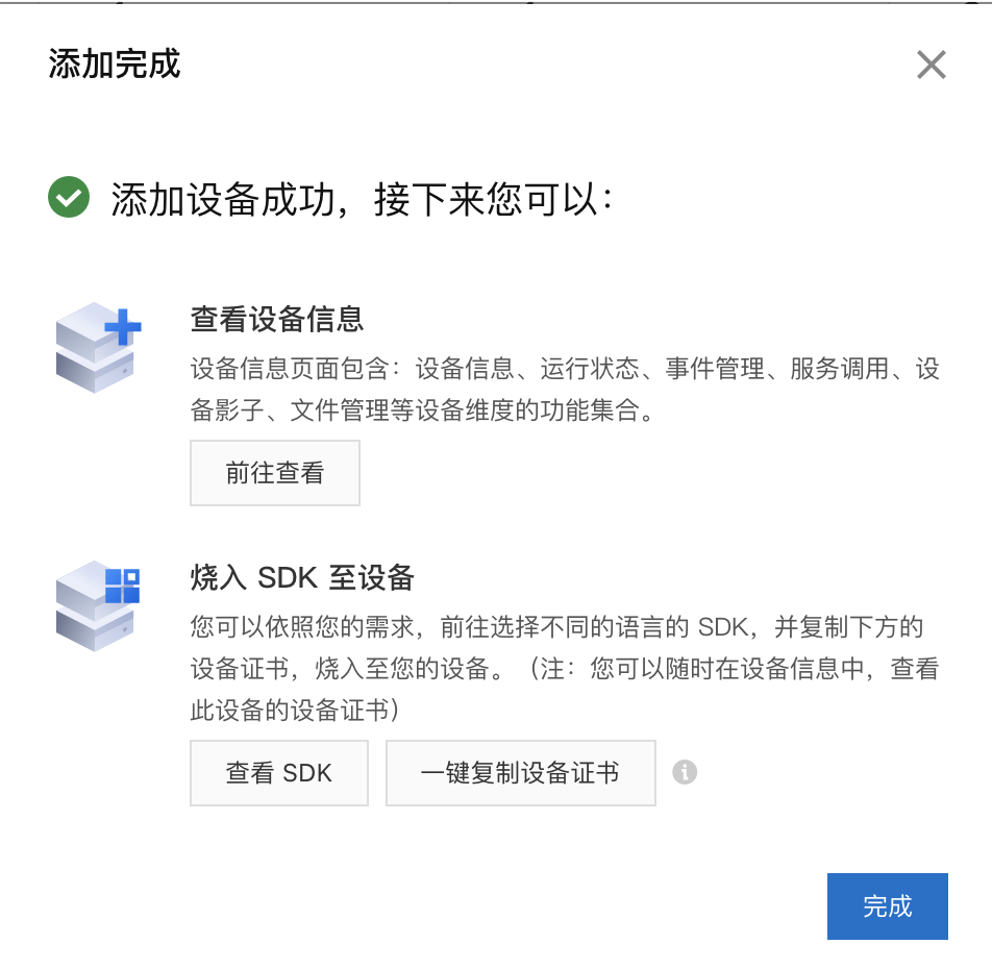 添加完成
添加设备成功，接下来您可以：
查看设备信息
设备信息页面包含：设备信息、运行状态、事件管理、服务调用、设
备影子、文件管理等设备维度的功能集合。
前往查看
烧入 SDK 至设备
您可以依照您的需求，前往选择不同的语言的 SDK，并复制下方的
设备证书，烧入至您的设备。（注：您可以随时在设备信息中，查看
此设备的设备证书）
查看 SDK
一键复制设备证书
完成